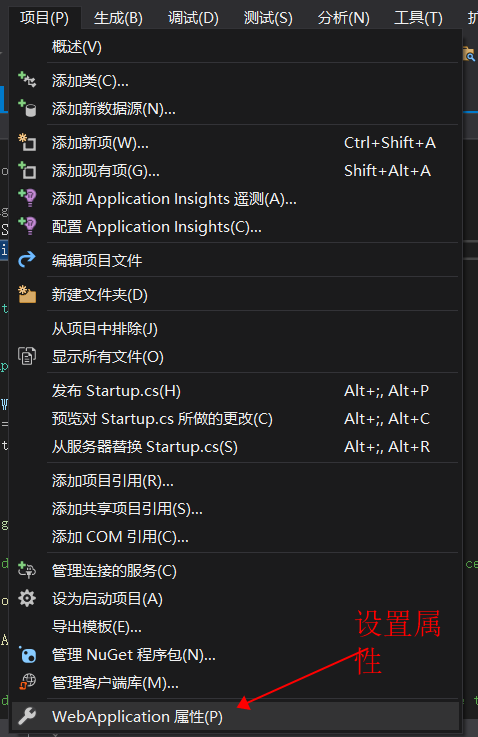 项目(P) 生成(B) 调试(D) 测试(S) 分析(N) 工具(T)
概述(V)
添加类(C)...
添加新数据源(N)...
添加新项(W)... Ctrl+Shift+A
添加现有项(G)... Shift+Alt+A
添加 Application Insights 遥测(A)...
配置 Application Insights(C)...
编辑项目文件
新建文件夹(D)
从项目中排除(J)
显示所有文件(O)
发布 Startup.cs(H) Alt+;, Alt+P
预览对 Startup.cs 所做的更改(C) Alt+;, Alt+C
从服务器替换 Startup.cs(S) Alt+;, Alt+R
添加项目引用(R)...
添加共享项目引用(S)...
添加 COM 引用(C)...
管理连接的服务(C)
设为启动项目(A)
导出模板(E)...
管理 NuGet 程序包(N)...
管理客户端库(M)...
WebApplication 属性(P)
设置属
性